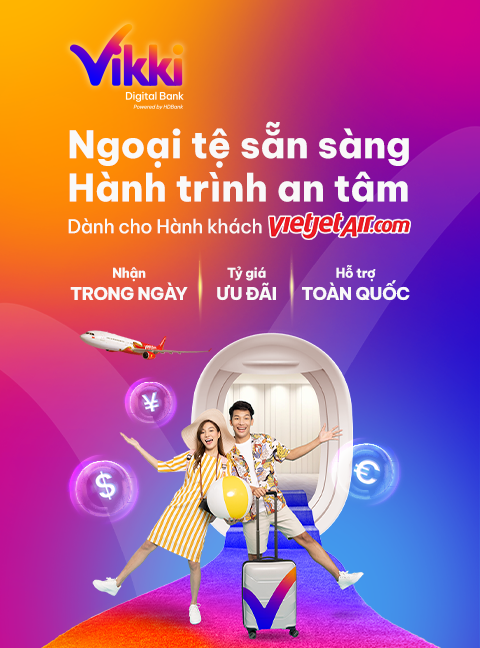 Vikki
Digital Bank
Powered by HDBank
Ngoại tệ sẵn sàng
Hành trình an tâm
Dành cho Hành khách vietjetAir.com
Nhận
TRONG NGÀY
Tỷ giá
ƯU ĐÃI
Hỗ trợ
TOÀN QUỐC
¥
$
€